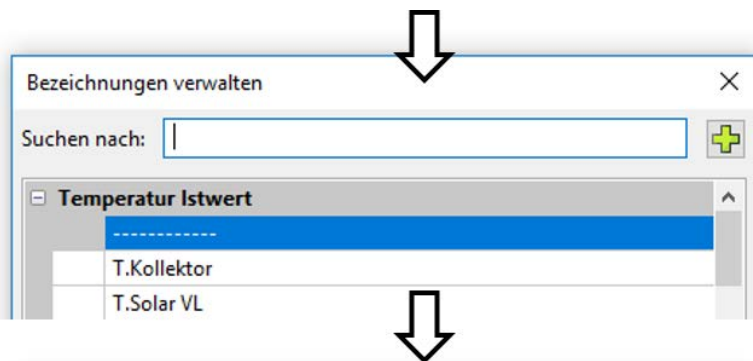 Bezeichnungen verwalten
Suchen nach:
Temperatur Istwert
------------
T.Kollektor
T.Solar VL